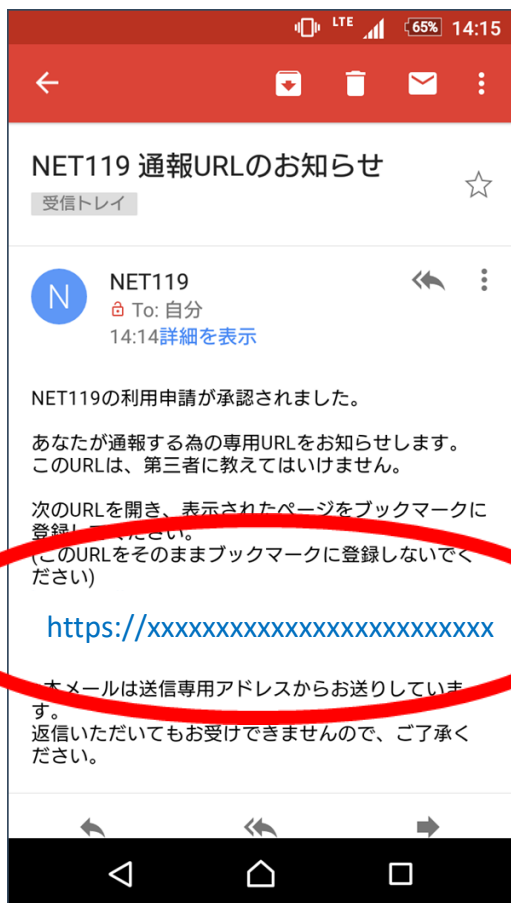 LTE 65% 14:15
NET119 通報URLのお知らせ
受信トレイ
N
NET119
To: 自分
14:14詳細を表示
NET119の利用申請が承認されました。
あなたが通報する為の専用URLをお知らせします。
このURLは、第三者に教えてはいけません。
次のURLを開き、表示されたページをブックマークに
登録してください。
(このURLをそのままブックマークに登録しないでく
ださい)
https://xxxxxxxxxxxxxxxxxxxxxxxxx
本メールは送信専用アドレスからお送りしていま
す。
返信いただいてもお受けできませんので、ご了承く
ださい。